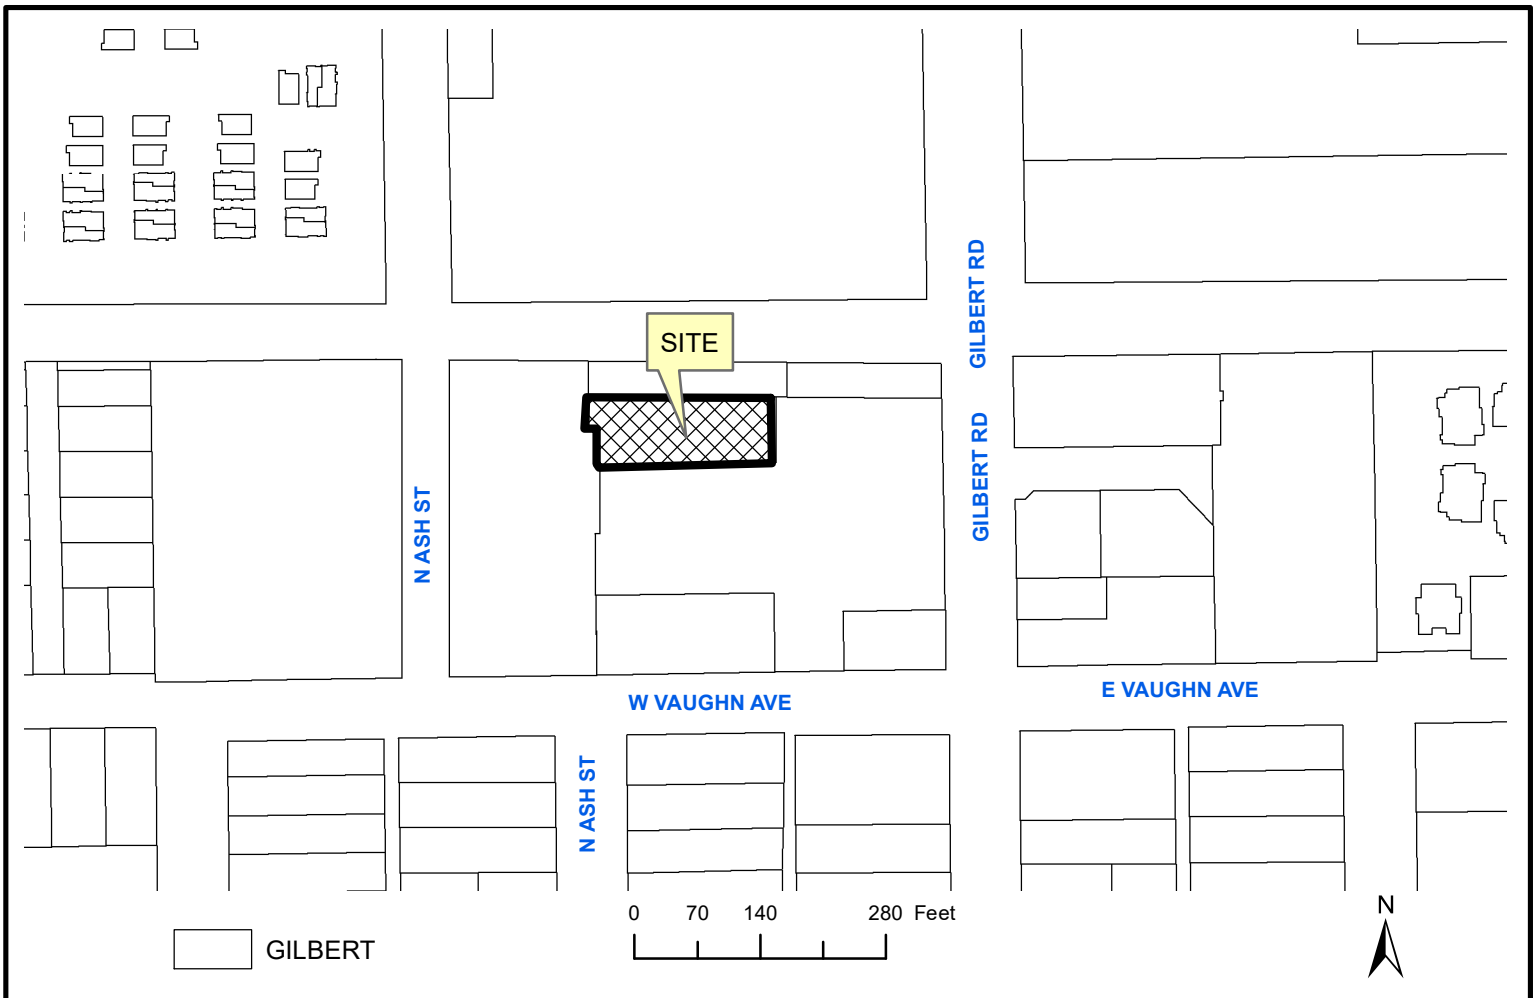 GILBERT RD
SITE
GILBERT RD
N ASH ST
E VAUGHN AVE
W VAUGHN AVE
N ASH ST
0 70 140 280 Feet
N
GILBERT